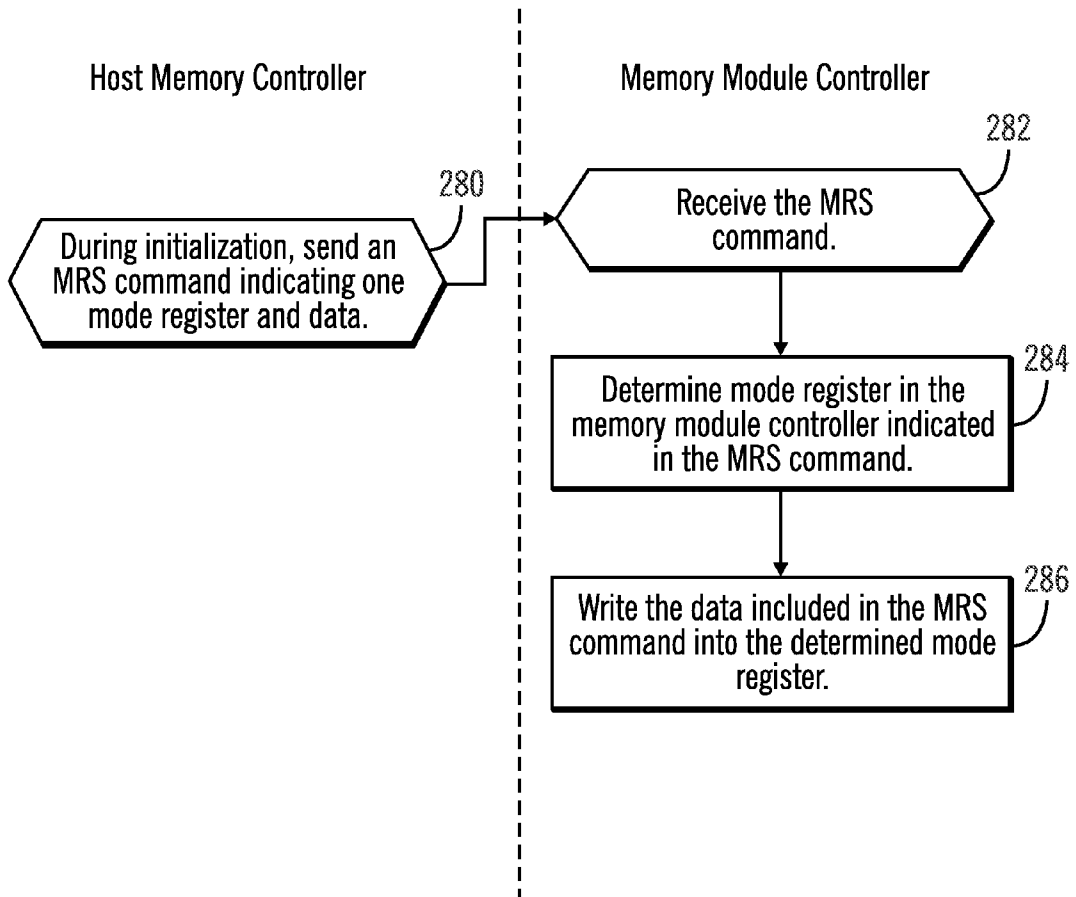 Host Memory Controller
Memory Module Controller
280
During initialization, send an
MRS command indicating one
mode register and data.
282
Receive the MRS
command.
284
Determine mode register in the
memory module controller indicated
in the MRS command.
286
Write the data included in the MRS
command into the determined mode
register.